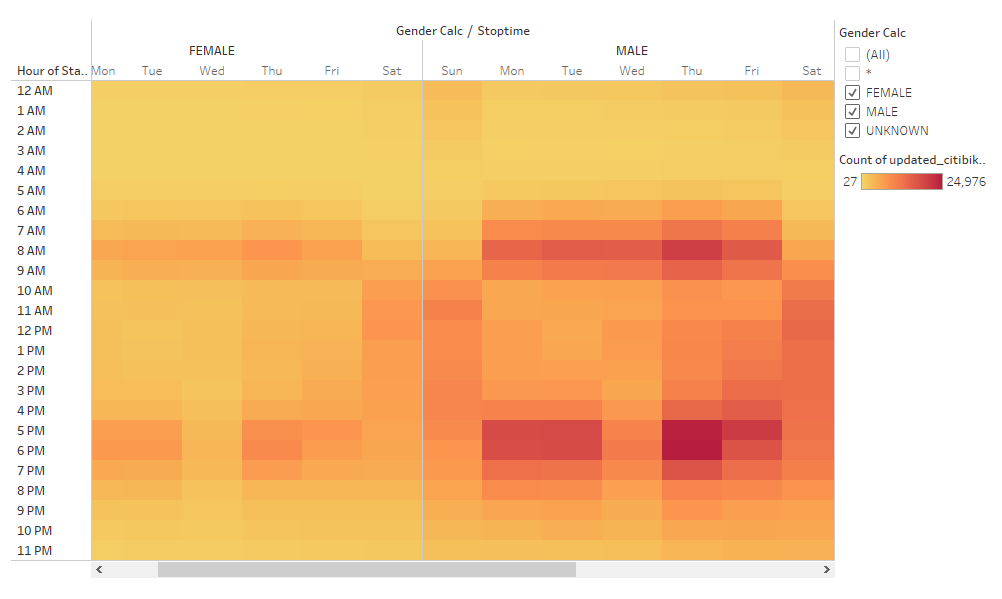 Gender Calc / Stoptime
FEMALE MALE
Hour of Sta.. Mon Tue Wed Thu Fri Sat Sun Mon Tue Wed Thu Fri Sat
12 AM
1 AM
2 AM
3 AM
4 AM
5 AM
6 AM
7 AM
8 AM
9 AM
10 AM
11 AM
12 PM
1 PM
2 PM
3 PM
4 PM
5 PM
6 PM
7 PM
8 PM
9 PM
10 PM
11 PM
Gender Calc
(All)
*
FEMALE
MALE
UNKNOWN
Count of updated_citibik..
27 24,976